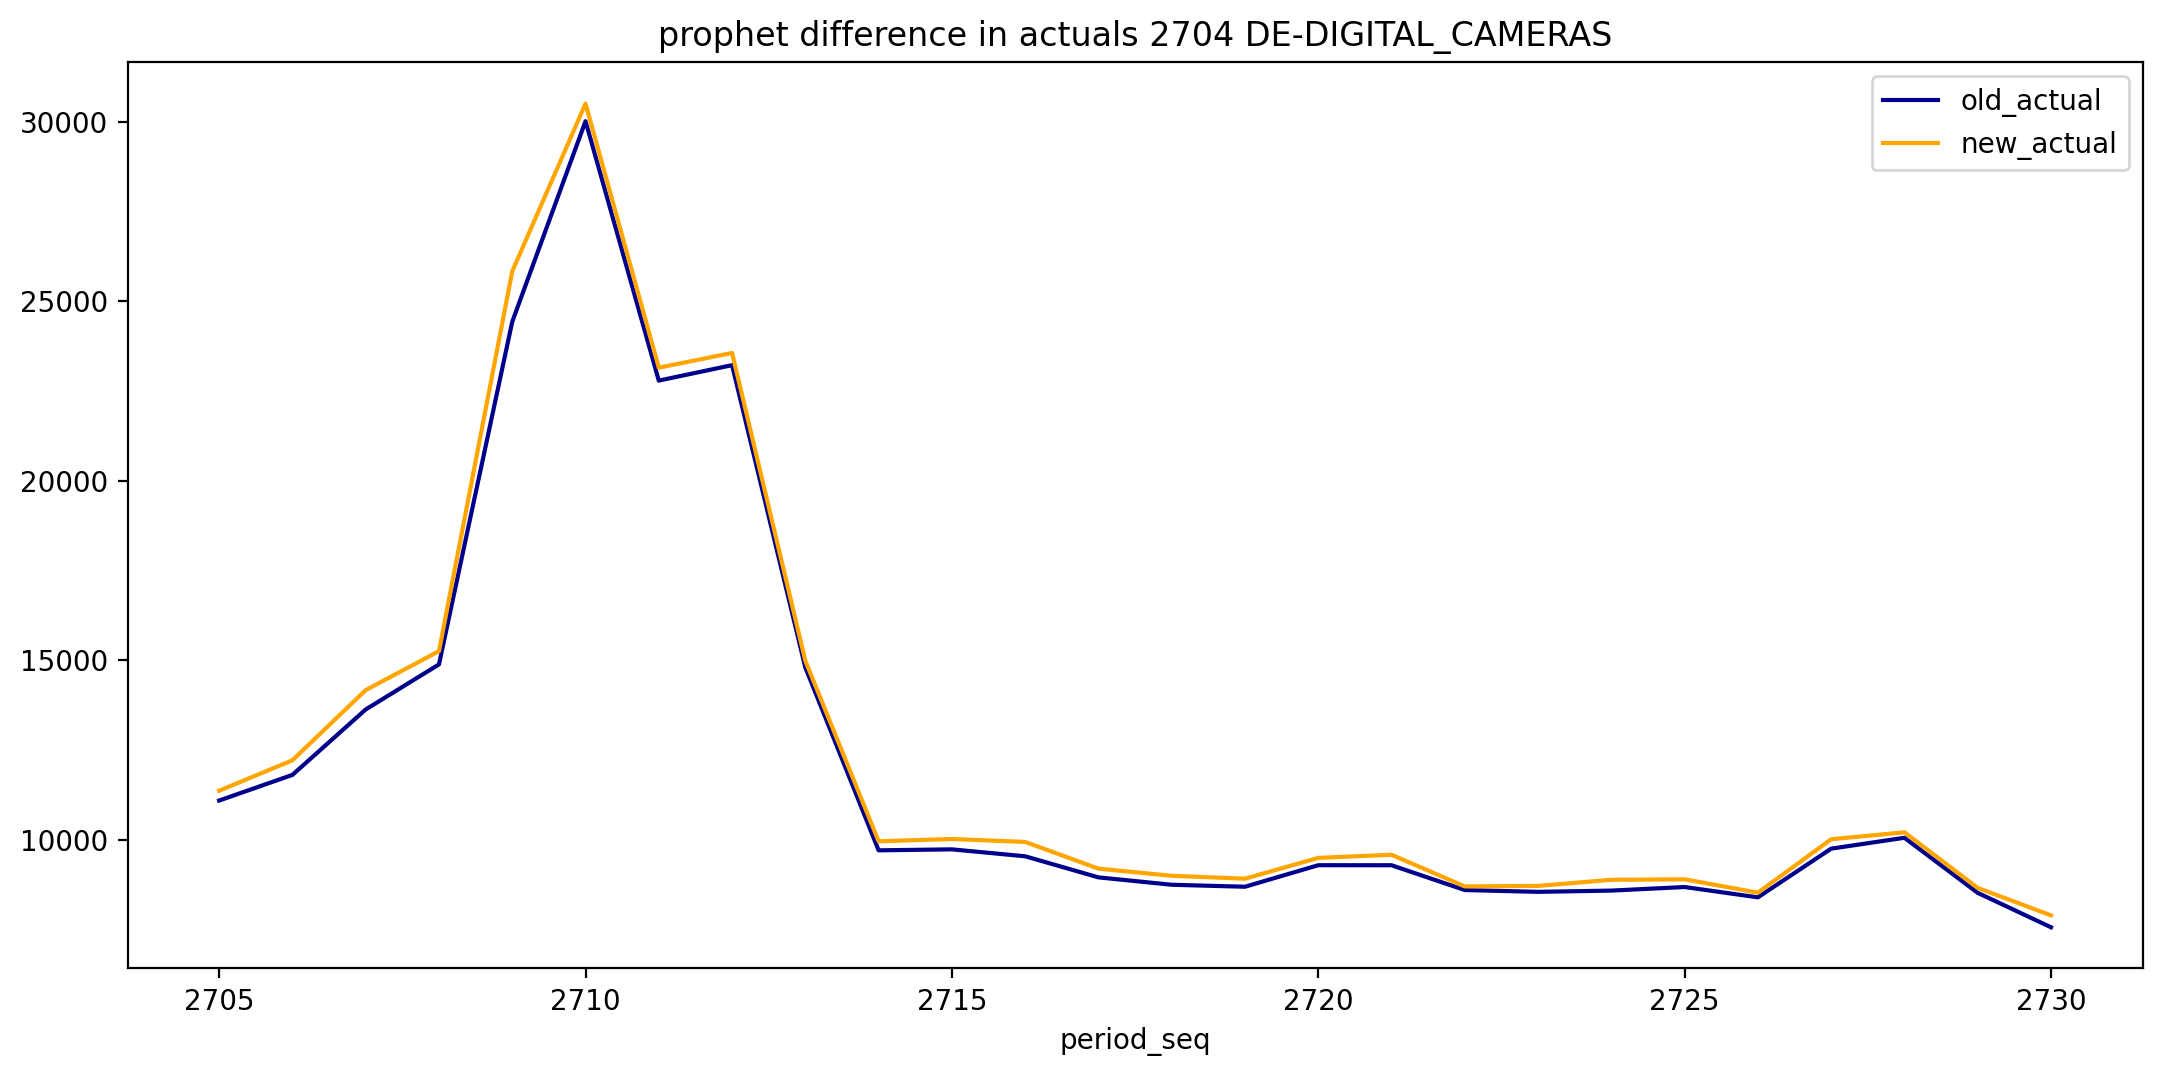 prophet difference in actuals 2704 DE-DIGITAL_CAMERAS
old_actual
new_actual
30000
25000
20000
15000
10000
2705 2710 2715 2720 2725 2730
period_seq